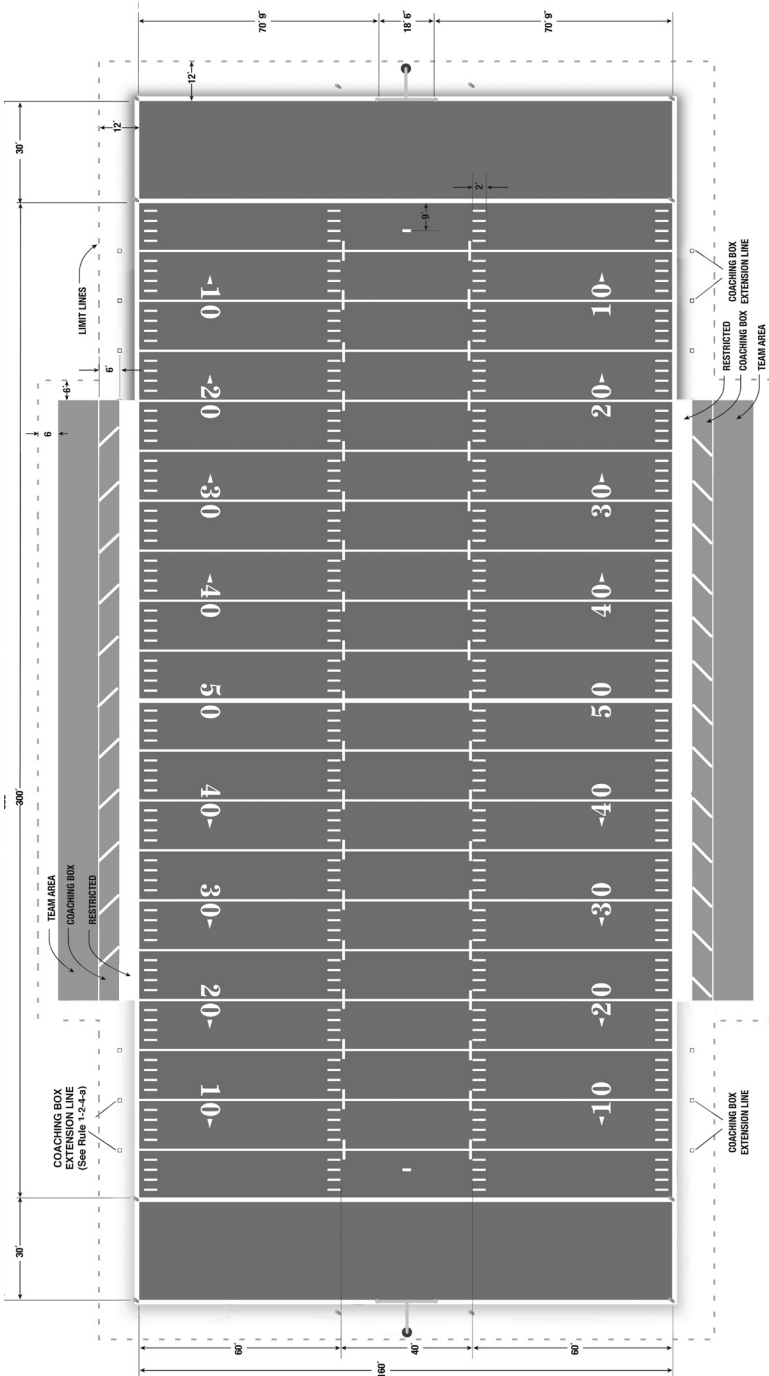 70' 9"
18' 6"
70' 9"
12'
12'
30'
2'
9'
LIMIT LINES
COACHING BOX
EXTENSION LINE
10
10
6'
6'
6
RESTRICTED
COACHING BOX
TEAM AREA
20
20
30
30
40
40
50
50
300'
40
40
TEAM AREA
COACHING BOX
RESTRICTED
30
30
20
20
COACHING BOX
EXTENSION LINE
(See Rule 1-2-4-a)
10
10
COACHING BOX
EXTENSION LINE
30'
60'
40'
60'
160'